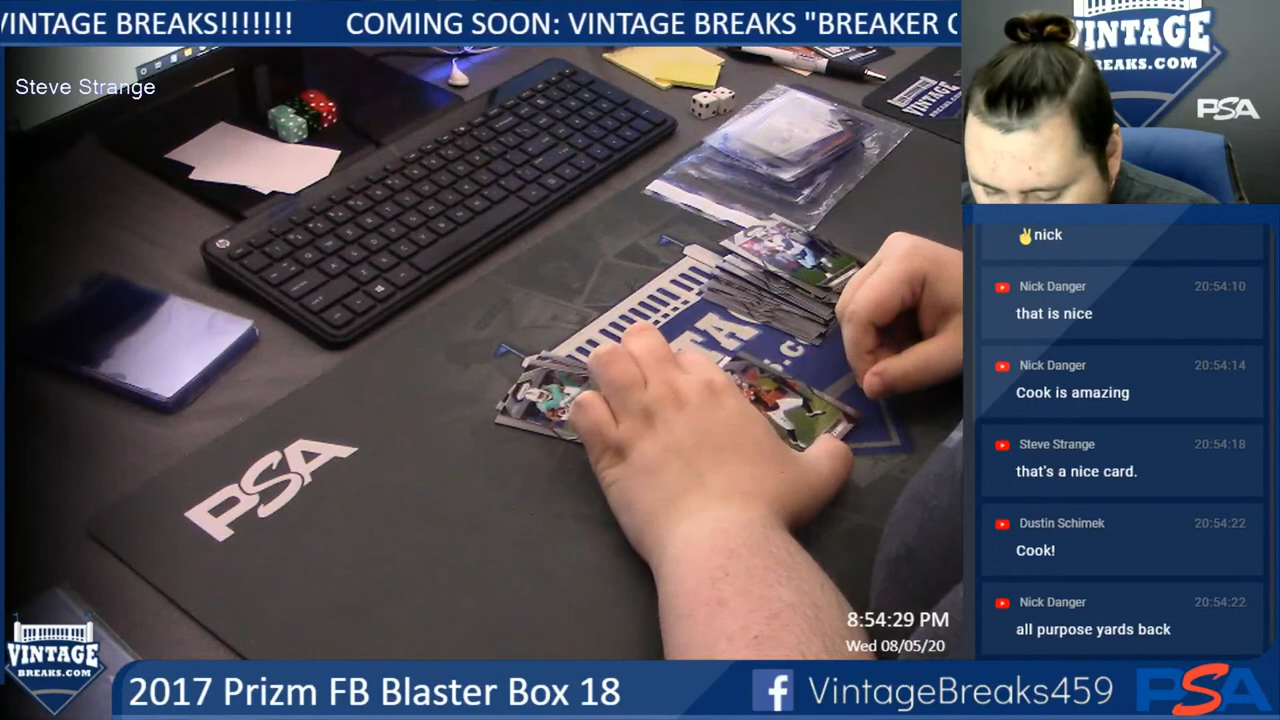 VINTAGE BREAKS!!!!!!! COMING SOON: VINTAGE BREAKS "BREAKER
Steve Strange
VINTAGE
BREAKS.COM
PSA
✌nick
Nick Danger 20:54:10
that is nice
Nick Danger 20:54:14
Cook is amazing
Steve Strange 20:54:18
that's a nice card.
Dustin Schimek 20:54:22
Cook!
Nick Danger 20:54:22
all purpose yards back
VINTAGE
hp
PSA
8:54:29 PM
Wed 08/05/20
VINTAGE
BREAKS.COM
2017 Prizm FB Blaster Box 18
f VintageBreaks459
PSA